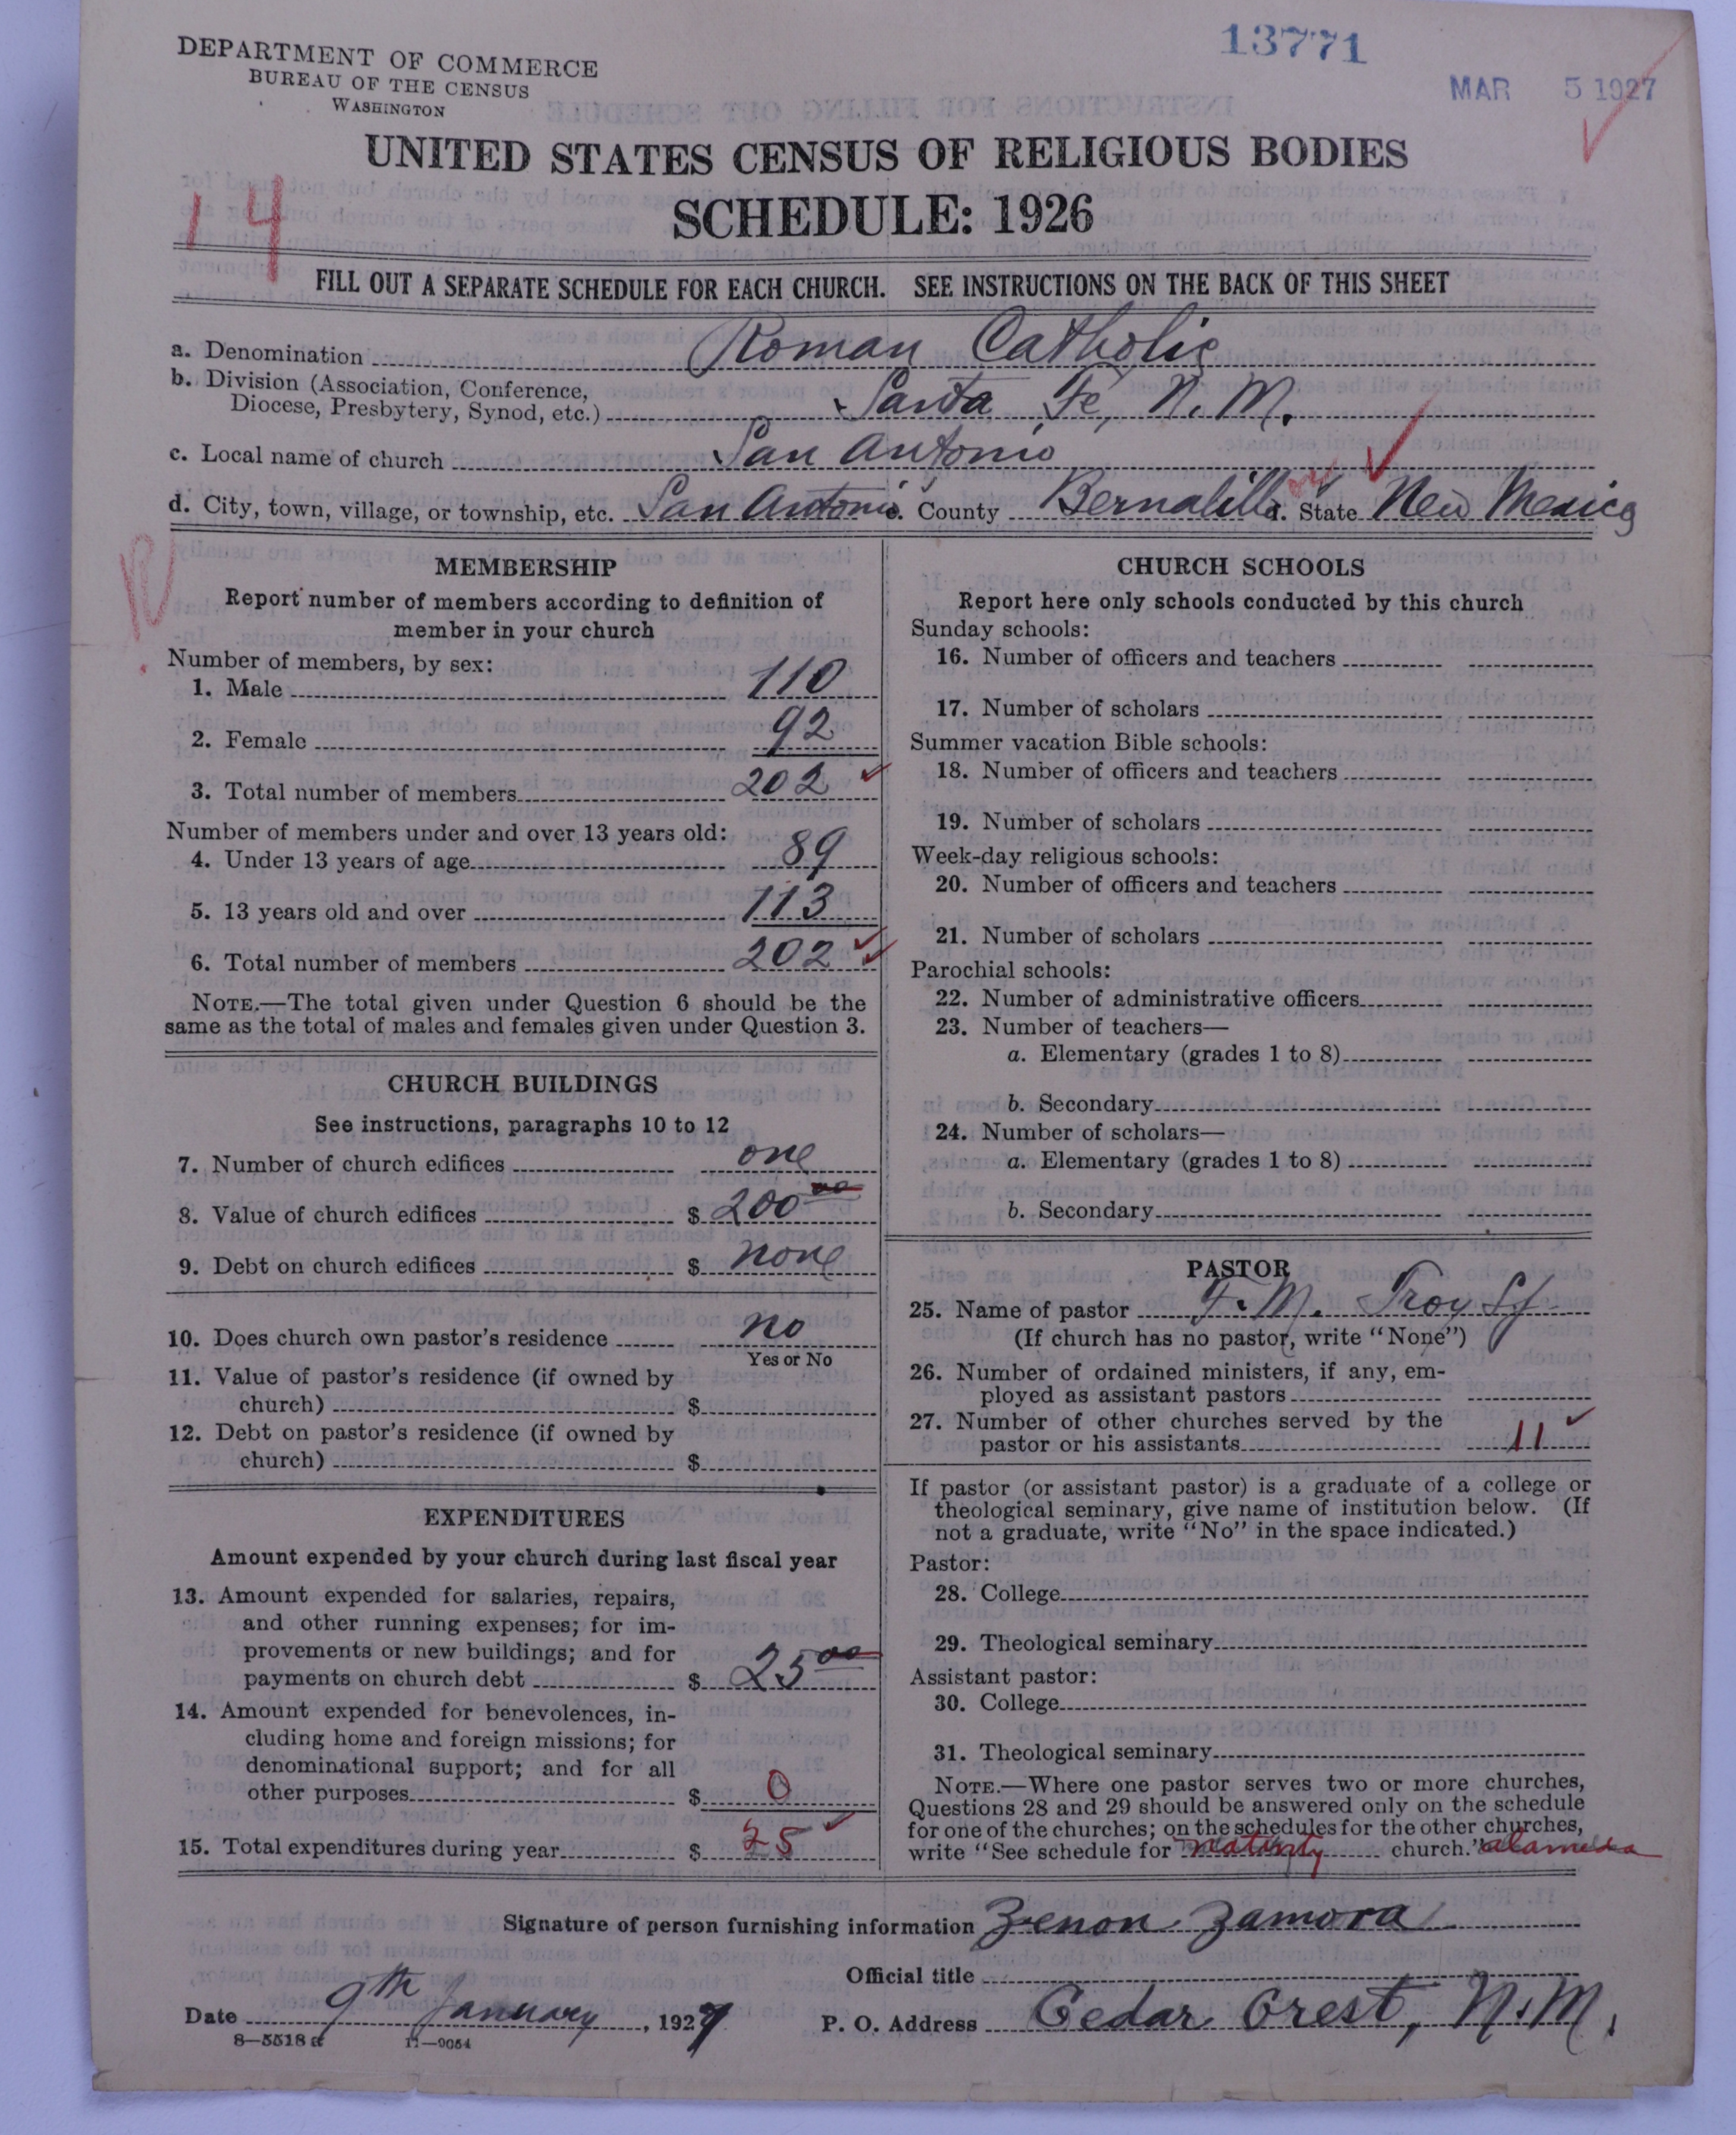 13771
MAR 5 1927
DEPARTMENT OF COMMERCE
BUREAU OF THE CENSUS
WASHINGTON
UNITED STATES CENSUS OF RELIGIOUS BODIES
SCHEDULE: 1926
14
FILL OUT A SEPARATE SCHEDULE FOR EACH CHURCH. SEE INSTRUCTIONS ON THE BACK OF THIS SHEET
a. Denomination Roman Catholic
b. Division (Association, Conference,
Diocese, Presbytery, Synod, etc.) Santa Fe, N. M.
c. Local name of church San Antonio
d. City, town, village, or township, etc. San Antonio. County Bernalillo. State New Mexico
MEMBERSHIP
Report number of members according to definition of
member in your church
Number of members, by sex:
1. Male 110
2. Female 92
3. Total number of members 202
Number of members under and over 13 years old:
4. Under 13 years of age 89
5. 13 years old and over 113
6. Total number of members 202
NOTE.—The total given under Question 6 should be the
same as the total of males and females given under Question 3.
CHURCH BUILDINGS
See instructions, paragraphs 10 to 12
7. Number of church edifices one
8. Value of church edifices $ 200 00
9. Debt on church edifices $ none
10. Does church own pastor's residence no
Yes or No
11. Value of pastor's residence (if owned by
church) $
12. Debt on pastor's residence (if owned by
church) $
EXPENDITURES
Amount expended by your church during last fiscal year
13. Amount expended for salaries, repairs,
and other running expenses; for im-
provements or new buildings; and for
payments on church debt $ 25 00
14. Amount expended for benevolences, in-
cluding home and foreign missions; for
denominational support; and for all
other purposes $ 0
15. Total expenditures during year $ 25
CHURCH SCHOOLS
Report here only schools conducted by this church
Sunday schools:
16. Number of officers and teachers
17. Number of scholars
Summer vacation Bible schools:
18. Number of officers and teachers
19. Number of scholars
Week-day religious schools:
20. Number of officers and teachers
21. Number of scholars
Parochial schools:
22. Number of administrative officers
23. Number of teachers—
a. Elementary (grades 1 to 8)
b. Secondary
24. Number of scholars—
a. Elementary (grades 1 to 8)
b. Secondary
PASTOR
25. Name of pastor F. M. Troy SJ
(If church has no pastor, write "None")
26. Number of ordained ministers, if any, em-
ployed as assistant pastors
27. Number of other churches served by the
pastor or his assistants 11
If pastor (or assistant pastor) is a graduate of a college or
theological seminary, give name of institution below. (If
not a graduate, write "No" in the space indicated.)
Pastor:
28. College
29. Theological seminary
Assistant pastor:
30. College
31. Theological seminary
NOTE.—Where one pastor serves two or more churches,
Questions 28 and 29 should be answered only on the schedule
for one of the churches; on the schedules for the other churches,
write "See schedule for church." Alameda
Signature of person furnishing information Zenon Zamora
Official title
Date 9th January, 1927 P. O. Address Cedar Crest, N. M.
8—5518 a 11—9054